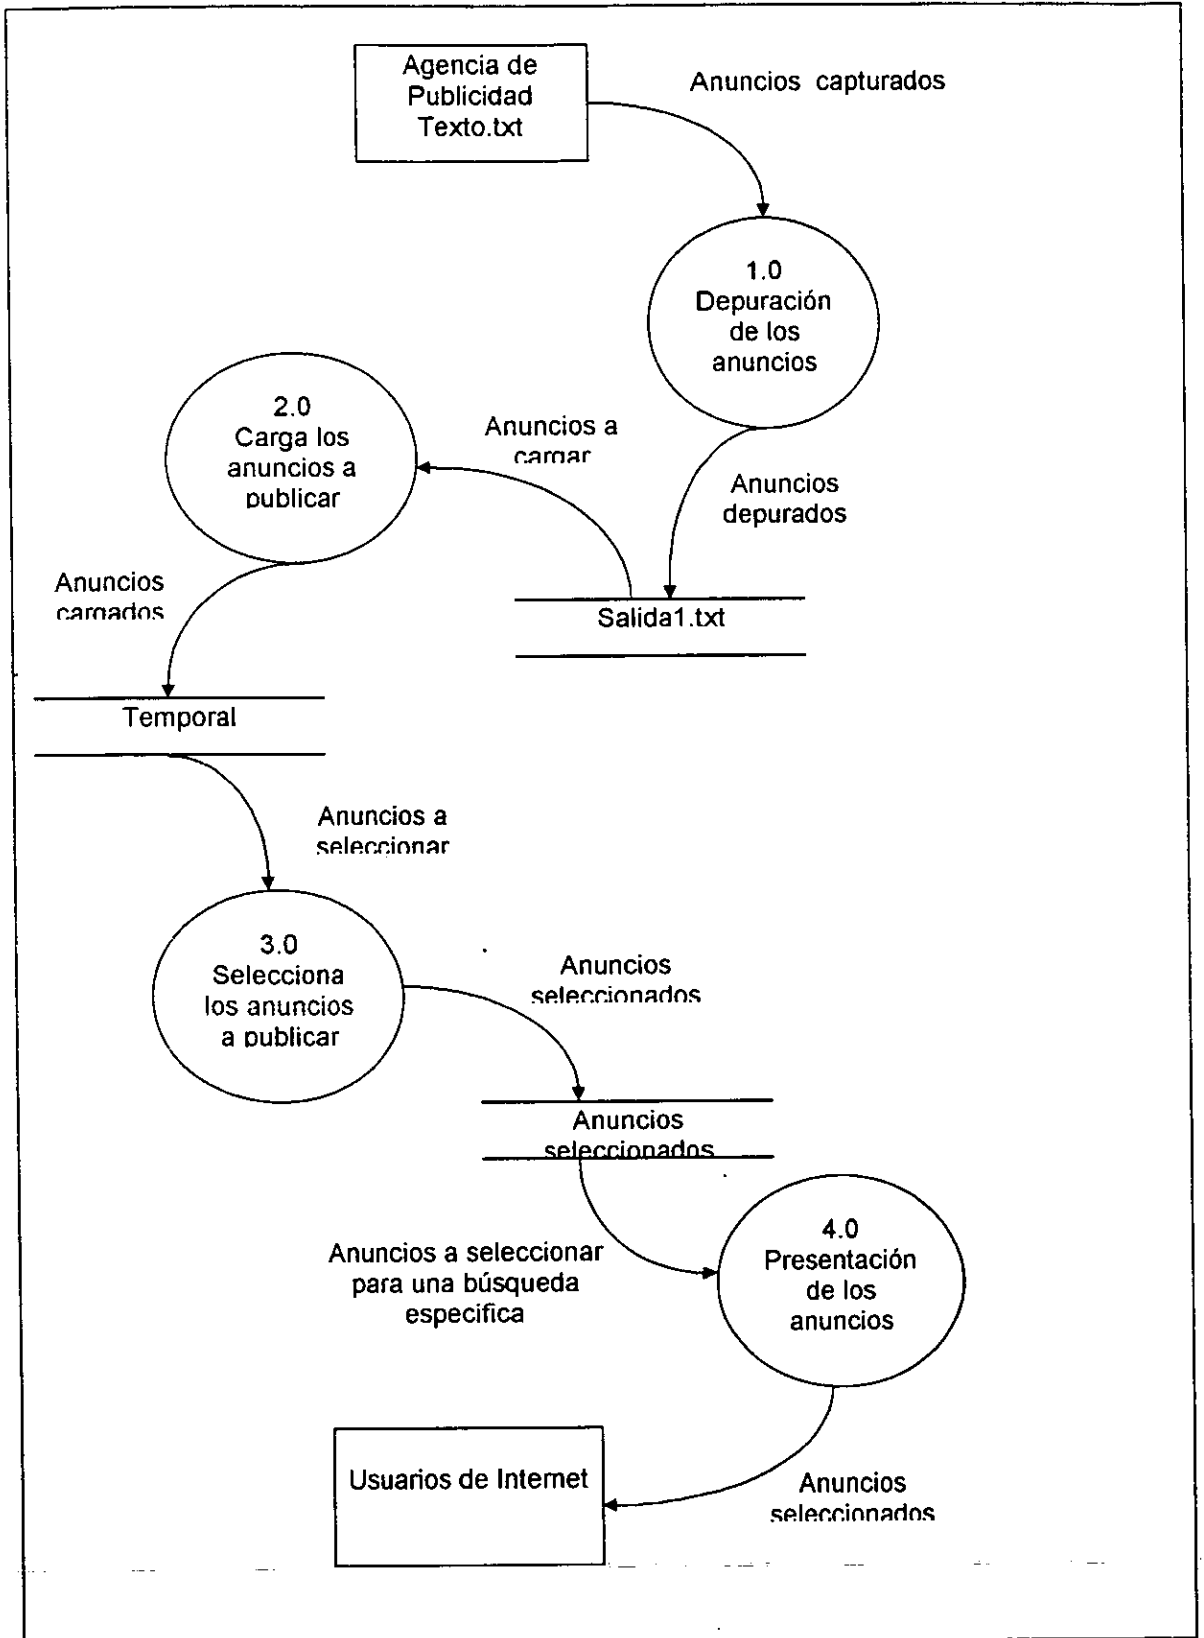 Agencia de
Publicidad
Texto.txt
Anuncios capturados
1.0
Depuración
de los
anuncios
2.0
Carga los
anuncios a
publicar
Anuncios a
cargar
Anuncios
depurados
Anuncios
cargados
Salida1.txt
Temporal
Anuncios a
seleccionar
3.0
Selecciona
los anuncios
a publicar
Anuncios
seleccionados
Anuncios
seleccionados
4.0
Presentación
de los
anuncios
Anuncios a seleccionar
para una búsqueda
especifica
Usuarios de Internet
Anuncios
seleccionados